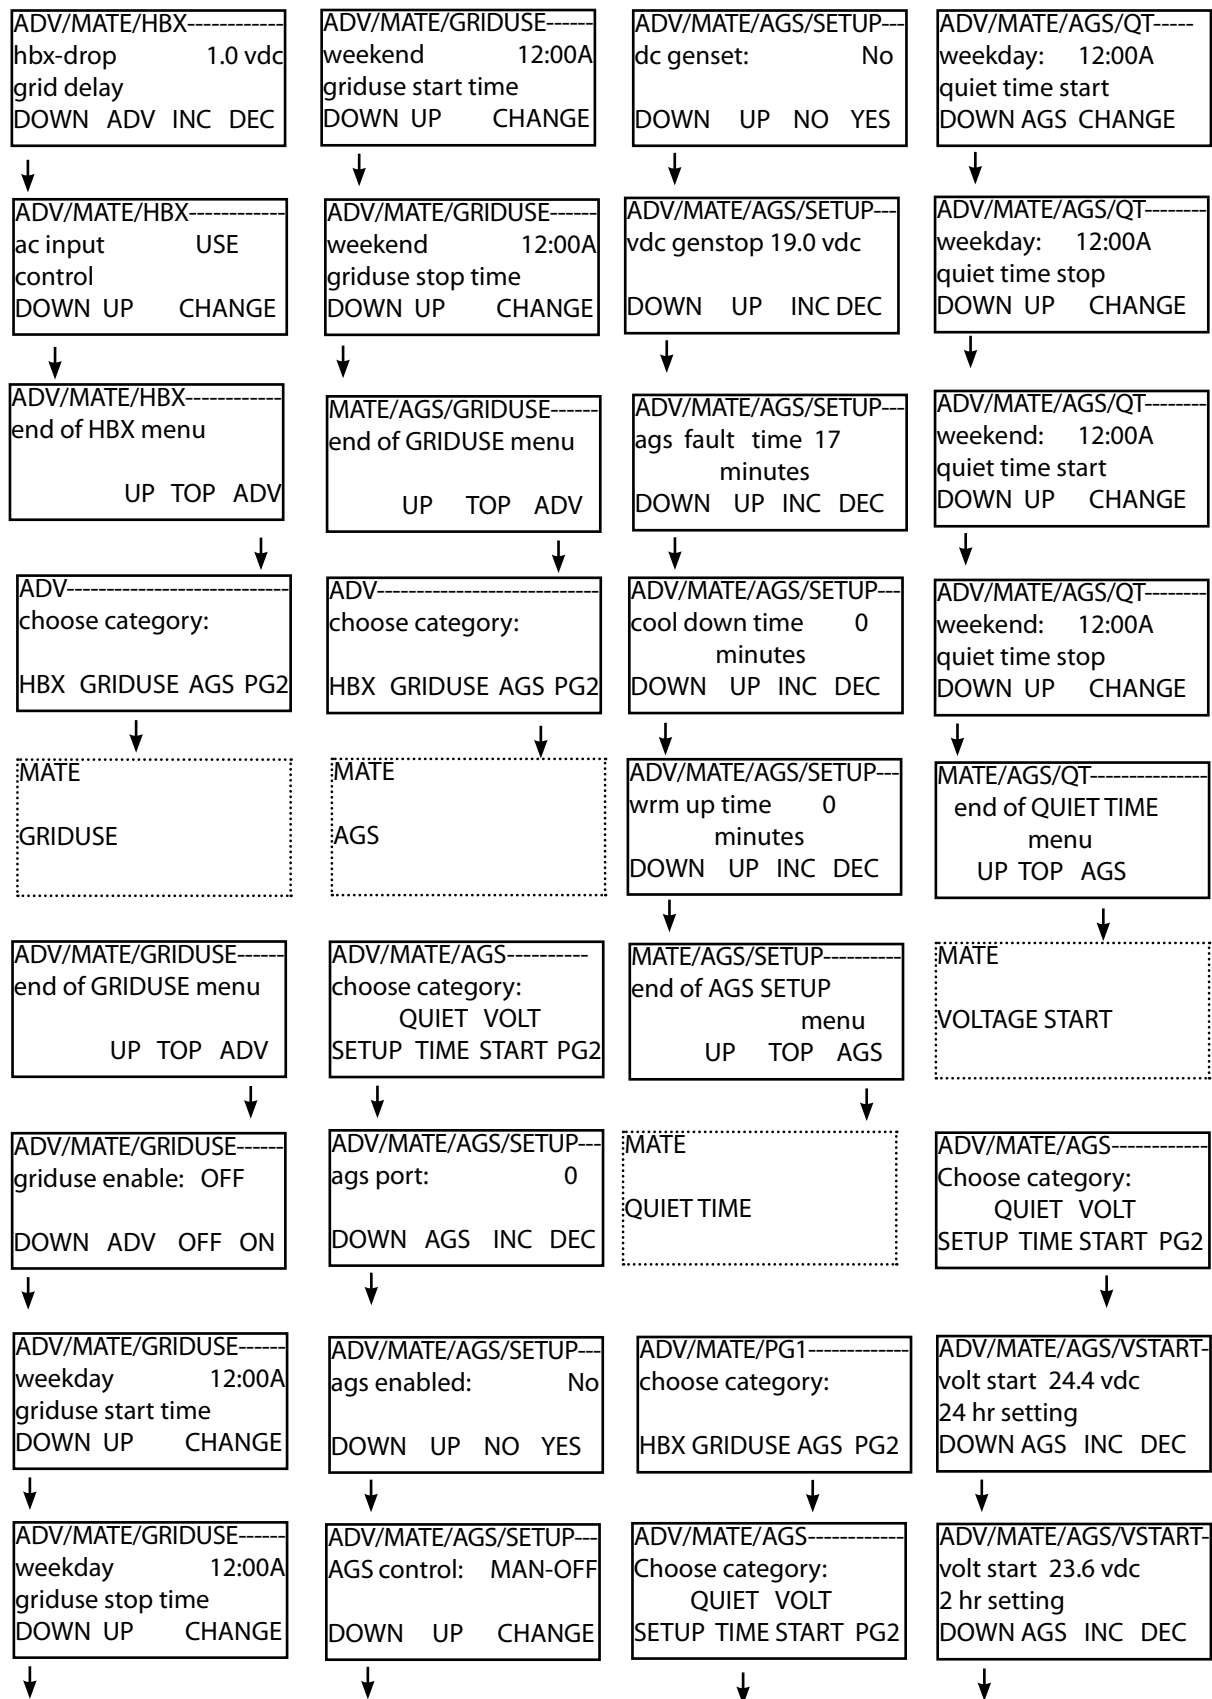 ADV/MATE/HBX------------
hbx-drop 1.0 vdc
grid delay
DOWN ADV INC DEC
ADV/MATE/HBX------------
ac input USE
control
DOWN UP CHANGE
ADV/MATE/HBX------------
end of HBX menu
UP TOP ADV
ADV---------------------------
choose category:
HBX GRIDUSE AGS PG2
MATE
GRIDUSE
ADV/MATE/GRIDUSE------
end of GRIDUSE menu
UP TOP ADV
ADV/MATE/GRIDUSE------
griduse enable: OFF
DOWN ADV OFF ON
ADV/MATE/GRIDUSE------
weekday 12:00A
griduse start time
DOWN UP CHANGE
ADV/MATE/GRIDUSE------
weekday 12:00A
griduse stop time
DOWN UP CHANGE
ADV/MATE/GRIDUSE------
weekend 12:00A
griduse start time
DOWN UP CHANGE
ADV/MATE/GRIDUSE------
weekend 12:00A
griduse stop time
DOWN UP CHANGE
MATE/AGS/GRIDUSE------
end of GRIDUSE menu
UP TOP ADV
ADV---------------------------
choose category:
HBX GRIDUSE AGS PG2
MATE
AGS
ADV/MATE/AGS----------
choose category:
QUIET VOLT
SETUP TIME START PG2
ADV/MATE/AGS/SETUP---
ags port: 0
DOWN AGS INC DEC
ADV/MATE/AGS/SETUP---
ags enabled: No
DOWN UP NO YES
ADV/MATE/AGS/SETUP---
AGS control: MAN-OFF
DOWN UP CHANGE
ADV/MATE/AGS/SETUP---
dc genset: No
DOWN UP NO YES
ADV/MATE/AGS/SETUP---
vdc genstop 19.0 vdc
DOWN UP INC DEC
ADV/MATE/AGS/SETUP---
ags fault time 17
minutes
DOWN UP INC DEC
ADV/MATE/AGS/SETUP---
cool down time 0
minutes
DOWN UP INC DEC
ADV/MATE/AGS/SETUP---
wrm up time 0
minutes
DOWN UP INC DEC
MATE/AGS/SETUP----------
end of AGS SETUP
menu
UP TOP AGS
MATE
QUIET TIME
ADV/MATE/PG1-------------
choose category:
HBX GRIDUSE AGS PG2
ADV/MATE/AGS------------
Choose category:
QUIET VOLT
SETUP TIME START PG2
ADV/MATE/AGS/QT-----
weekday: 12:00A
quiet time start
DOWN AGS CHANGE
ADV/MATE/AGS/QT--------
weekday: 12:00A
quiet time stop
DOWN UP CHANGE
ADV/MATE/AGS/QT--------
weekend: 12:00A
quiet time start
DOWN UP CHANGE
ADV/MATE/AGS/QT--------
weekend: 12:00A
quiet time stop
DOWN UP CHANGE
MATE/AGS/QT---------------
end of QUIET TIME
menu
UP TOP AGS
MATE
VOLTAGE START
ADV/MATE/AGS------------
Choose category:
QUIET VOLT
SETUP TIME START PG2
ADV/MATE/AGS/VSTART-
volt start 24.4 vdc
24 hr setting
DOWN AGS INC DEC
ADV/MATE/AGS/VSTART-
volt start 23.6 vdc
2 hr setting
DOWN AGS INC DEC